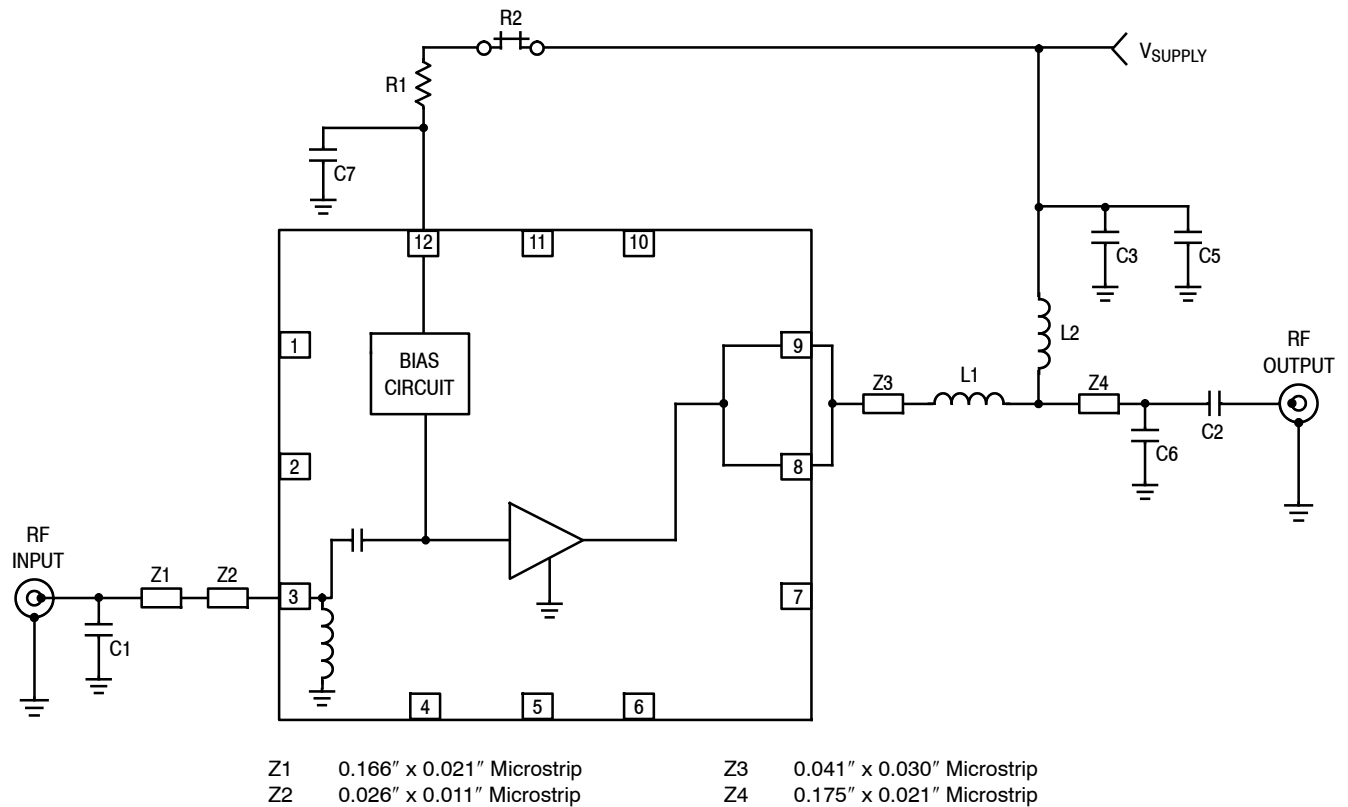 R2
V_SUPPLY
R1
C7
12
11
10
C3
C5
1
BIAS
CIRCUIT
9
L2
RF
OUTPUT
Z3
L1
Z4
2
8
C6
C2
RF
INPUT
Z1
Z2
3
7
C1
4
5
6
Z1 0.166″ x 0.021″ Microstrip
Z2 0.026″ x 0.011″ Microstrip
Z3 0.041″ x 0.030″ Microstrip
Z4 0.175″ x 0.021″ Microstrip